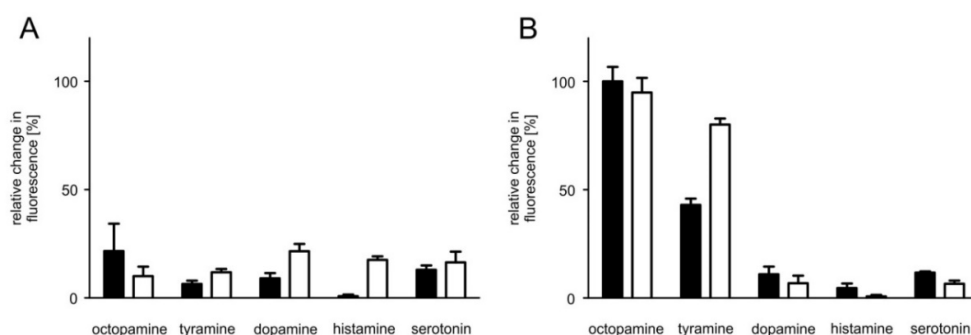 A
relative change in
fluorescence [%]
100
50
0
octopamine tyramine dopamine histamine serotonin
B
relative change in
fluorescence [%]
100
50
0
octopamine tyramine dopamine histamine serotonin